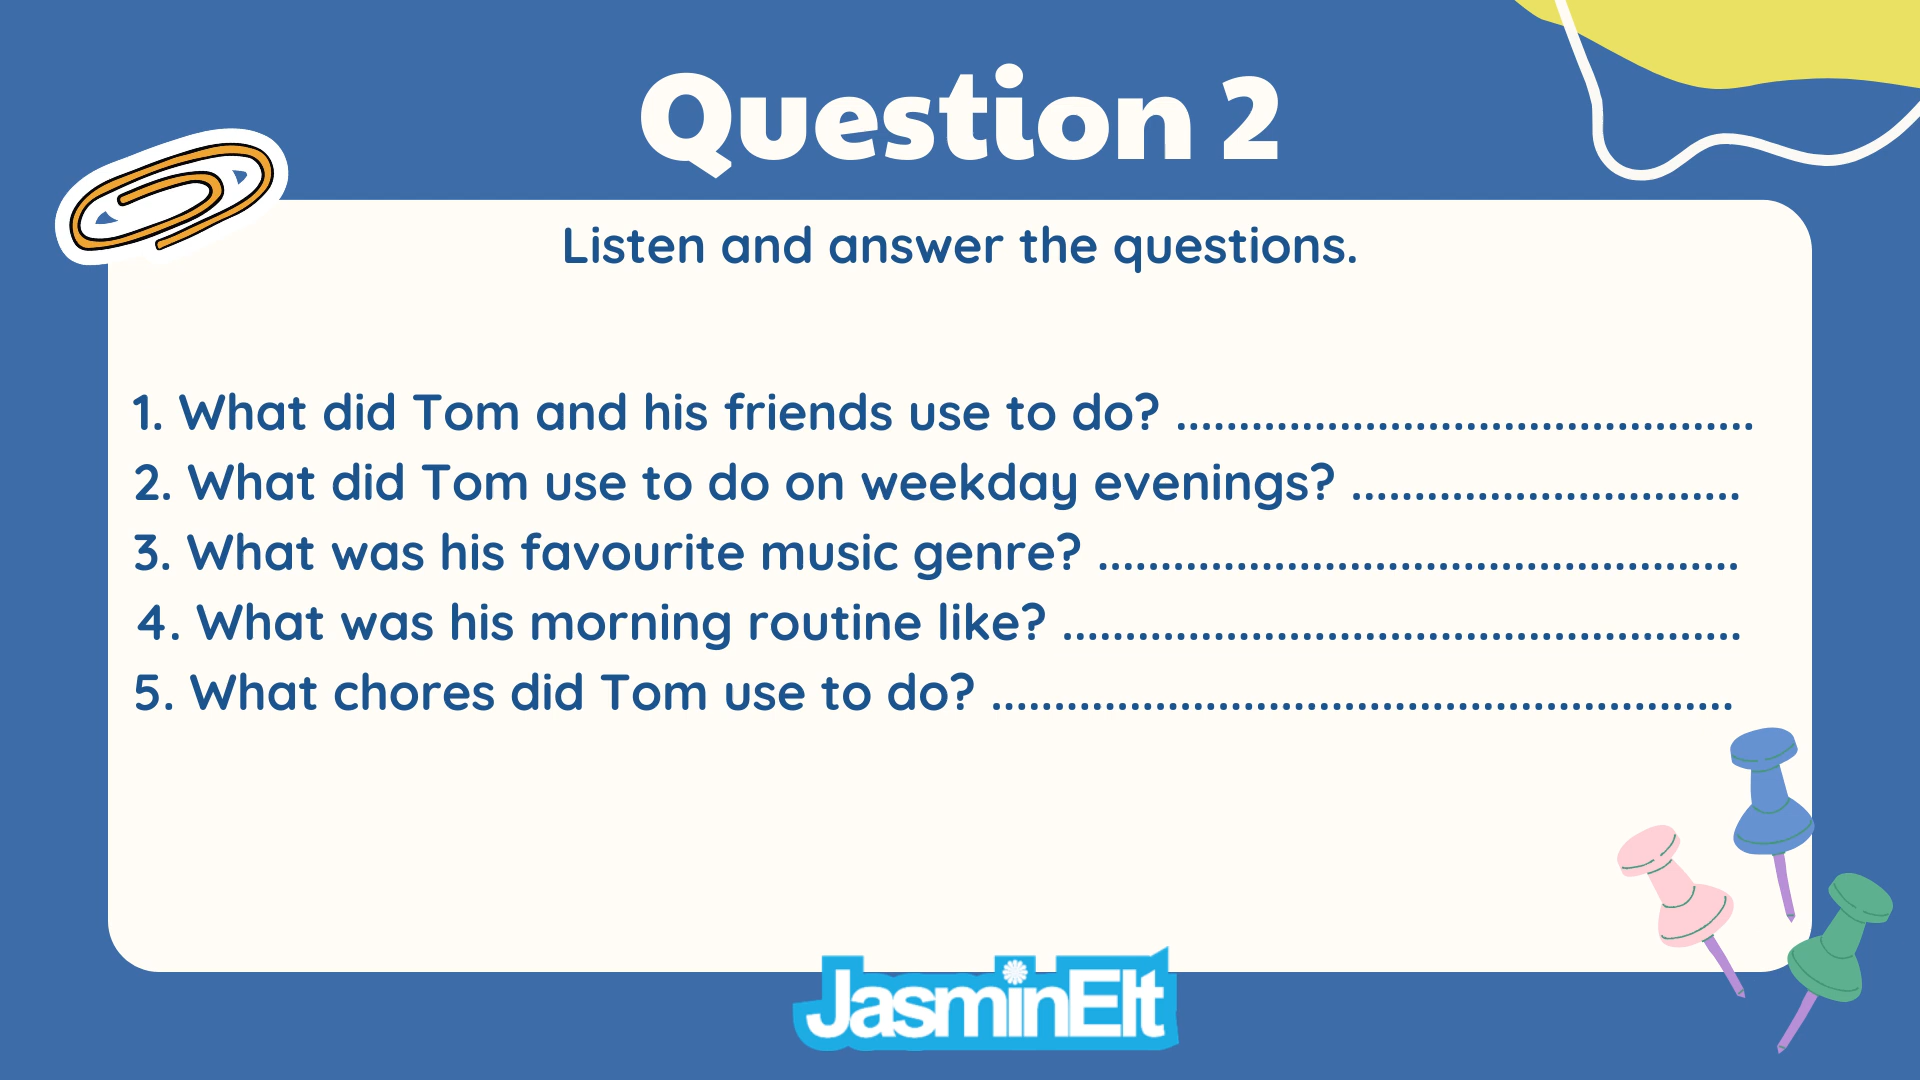 Question 2
Listen and answer the questions.
1. What did Tom and his friends use to do? ..............................................
2. What did Tom use to do on weekday evenings? ...............................
3. What was his favourite music genre? ...................................................
4. What was his morning routine like? ......................................................
5. What chores did Tom use to do? ...........................................................
JasminElt